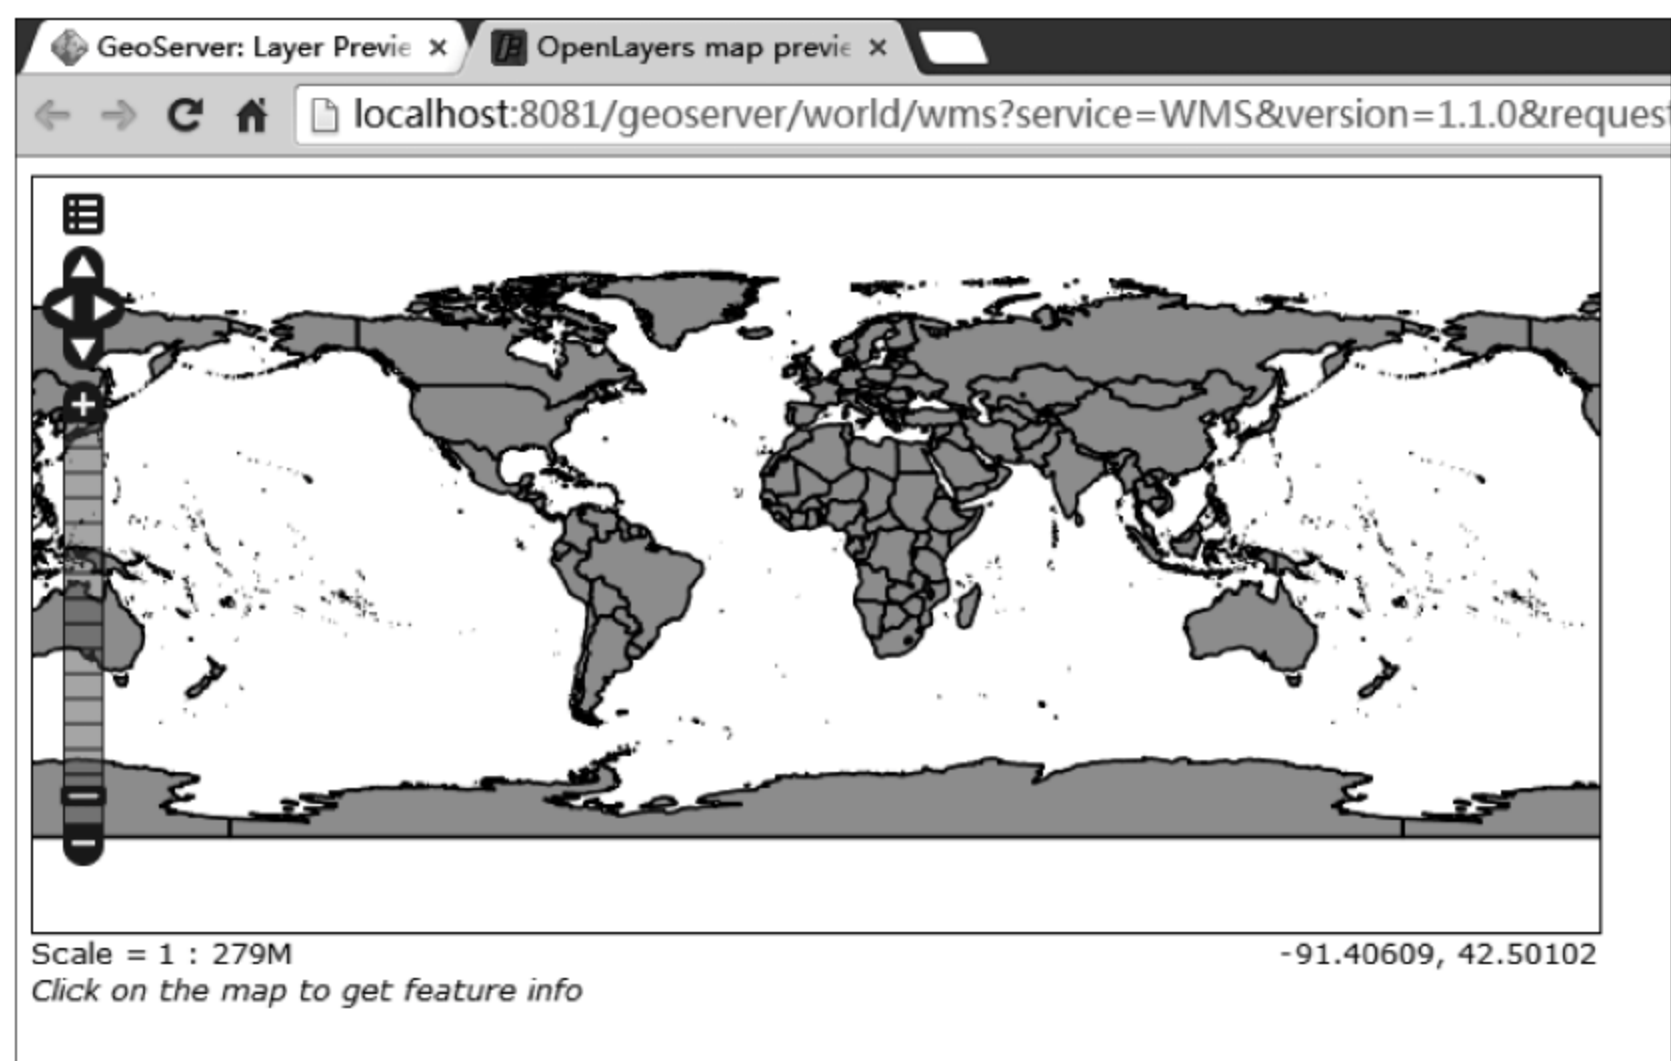 GeoServer: Layer Previe
OpenLayers map previe
localhost:8081/geoserver/world/wms?service=WMS&version=1.1.0&request
Scale = 1 : 279M
-91.40609, 42.50102
Click on the map to get feature info